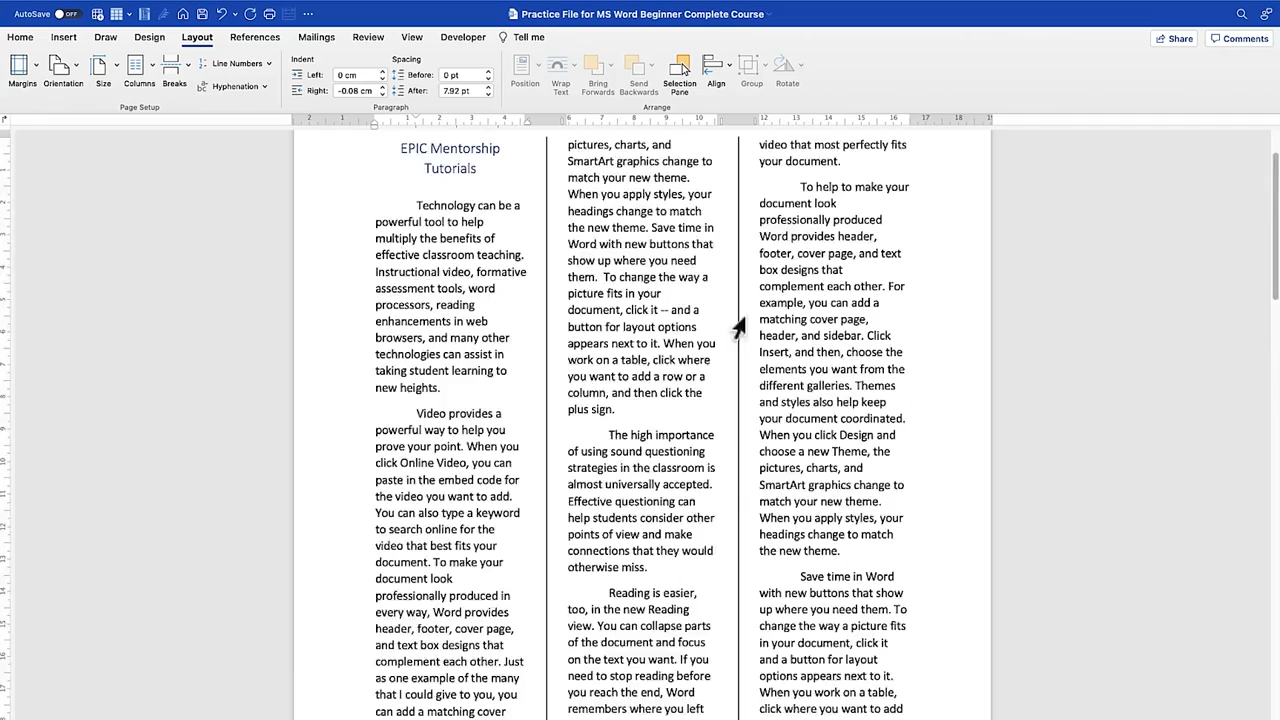 AutoSave OFF
Practice File for MS Word Beginner Complete Course
Home Insert Draw Design Layout References Mailings Review View Developer Tell me
Share Comments
Margins Orientation Size Columns Breaks
Line Numbers
Hyphenation
Page Setup
Indent
Left: 0 cm
Right: -0.08 cm
Spacing
Before: 0 pt
After: 7.92 pt
Paragraph
Position Wrap Text Bring Forwards Send Backwards Selection Pane Align Group Rotate
Arrange
2 1 1 2 3 4 6 7 8 9 10 12 13 14 15 16 17 18
EPIC Mentorship
Tutorials
Technology can be a
powerful tool to help
multiply the benefits of
effective classroom teaching.
Instructional video, formative
assessment tools, word
processors, reading
enhancements in web
browsers, and many other
technologies can assist in
taking student learning to
new heights.
Video provides a
powerful way to help you
prove your point. When you
click Online Video, you can
paste in the embed code for
the video you want to add.
You can also type a keyword
to search online for the
video that best fits your
document. To make your
document look
professionally produced in
every way, Word provides
header, footer, cover page,
and text box designs that
complement each other. Just
as one example of the many
that I could give to you, you
can add a matching cover
pictures, charts, and
SmartArt graphics change to
match your new theme.
When you apply styles, your
headings change to match
the new theme. Save time in
Word with new buttons that
show up where you need
them.  To change the way a
picture fits in your
document, click it -- and a
button for layout options
appears next to it. When you
work on a table, click where
you want to add a row or a
column, and then click the
plus sign.
The high importance
of using sound questioning
strategies in the classroom is
almost universally accepted.
Effective questioning can
help students consider other
points of view and make
connections that they would
otherwise miss.
Reading is easier,
too, in the new Reading
view. You can collapse parts
of the document and focus
on the text you want. If you
need to stop reading before
you reach the end, Word
remembers where you left
video that most perfectly fits
your document.
To help to make your
document look
professionally produced
Word provides header,
footer, cover page, and text
box designs that
complement each other. For
example, you can add a
matching cover page,
header, and sidebar. Click
Insert, and then, choose the
elements you want from the
different galleries. Themes
and styles also help keep
your document coordinated.
When you click Design and
choose a new Theme, the
pictures, charts, and
SmartArt graphics change to
match your new theme.
When you apply styles, your
headings change to match
the new theme.
Save time in Word
with new buttons that show
up where you need them. To
change the way a picture fits
in your document, click it
and a button for layout
options appears next to it.
When you work on a table,
click where you want to add